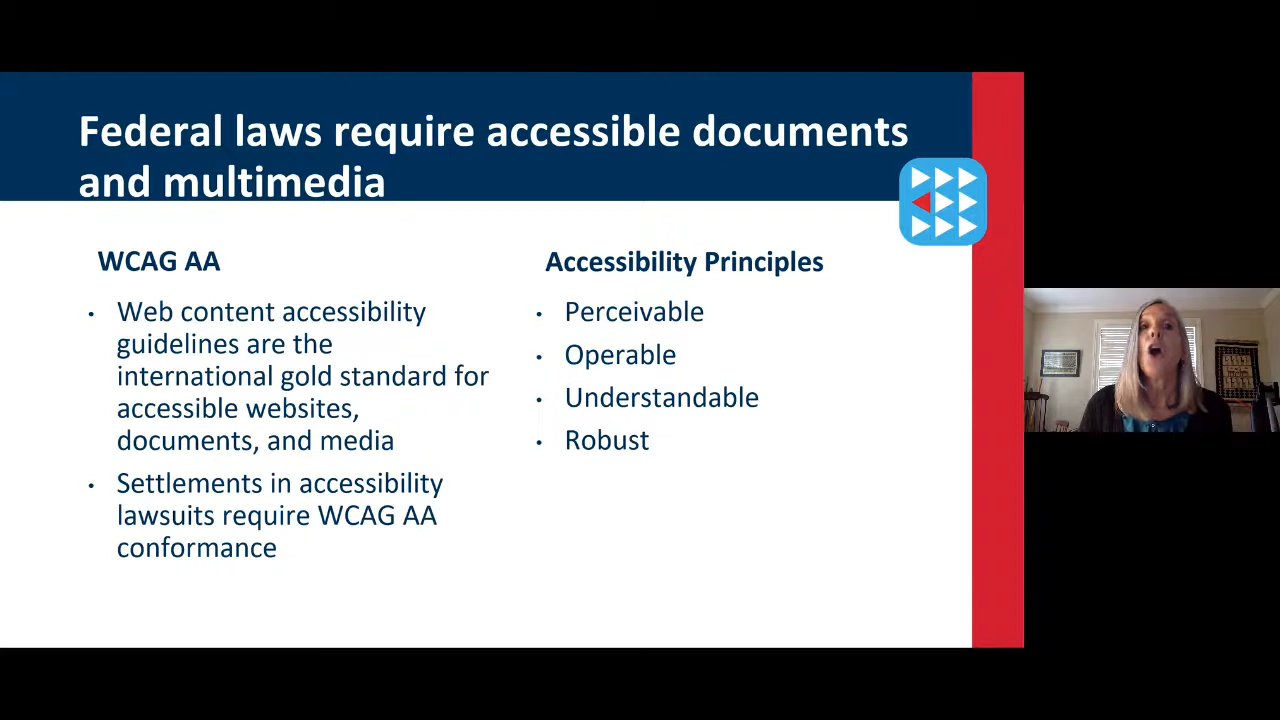 Federal laws require accessible documents
and multimedia
WCAG AA
• Web content accessibility
guidelines are the
international gold standard for
accessible websites,
documents, and media
• Settlements in accessibility
lawsuits require WCAG AA
conformance
Accessibility Principles
• Perceivable
• Operable
• Understandable
• Robust